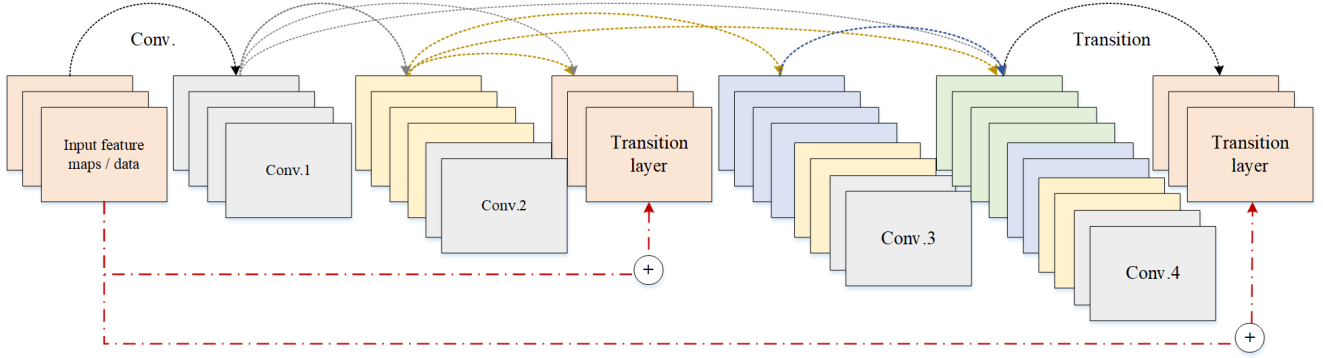 Conv.
Transition
Input feature
maps / data
Conv.1
Conv.2
Transition
layer
Conv.3
Conv.4
Transition
layer
+
+